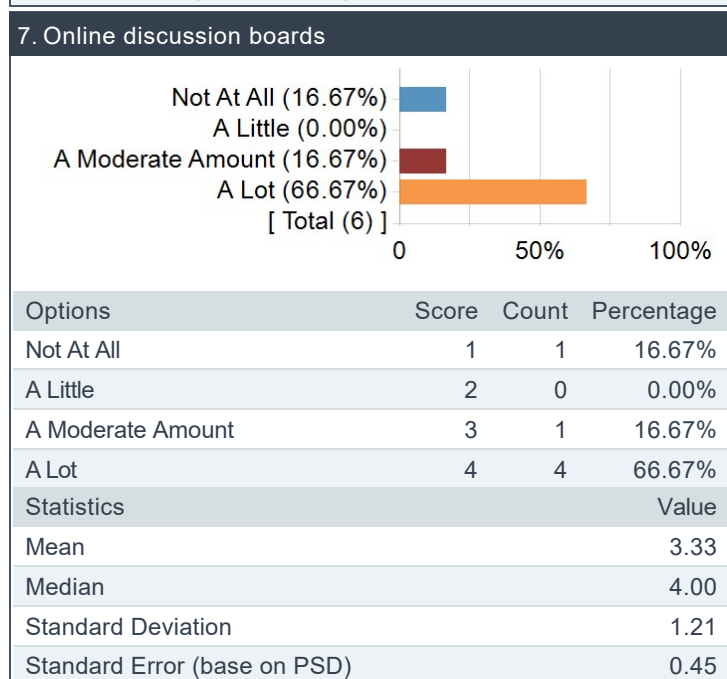 7. Online discussion boards
Not At All (16.67%)
A Little (0.00%)
A Moderate Amount (16.67%)
A Lot (66.67%)
[ Total (6) ]
0 50% 100%
Options Score Count Percentage
Not At All 1 1 16.67%
A Little 2 0 0.00%
A Moderate Amount 3 1 16.67%
A Lot 4 4 66.67%
Statistics Value
Mean 3.33
Median 4.00
Standard Deviation 1.21
Standard Error (base on PSD) 0.45